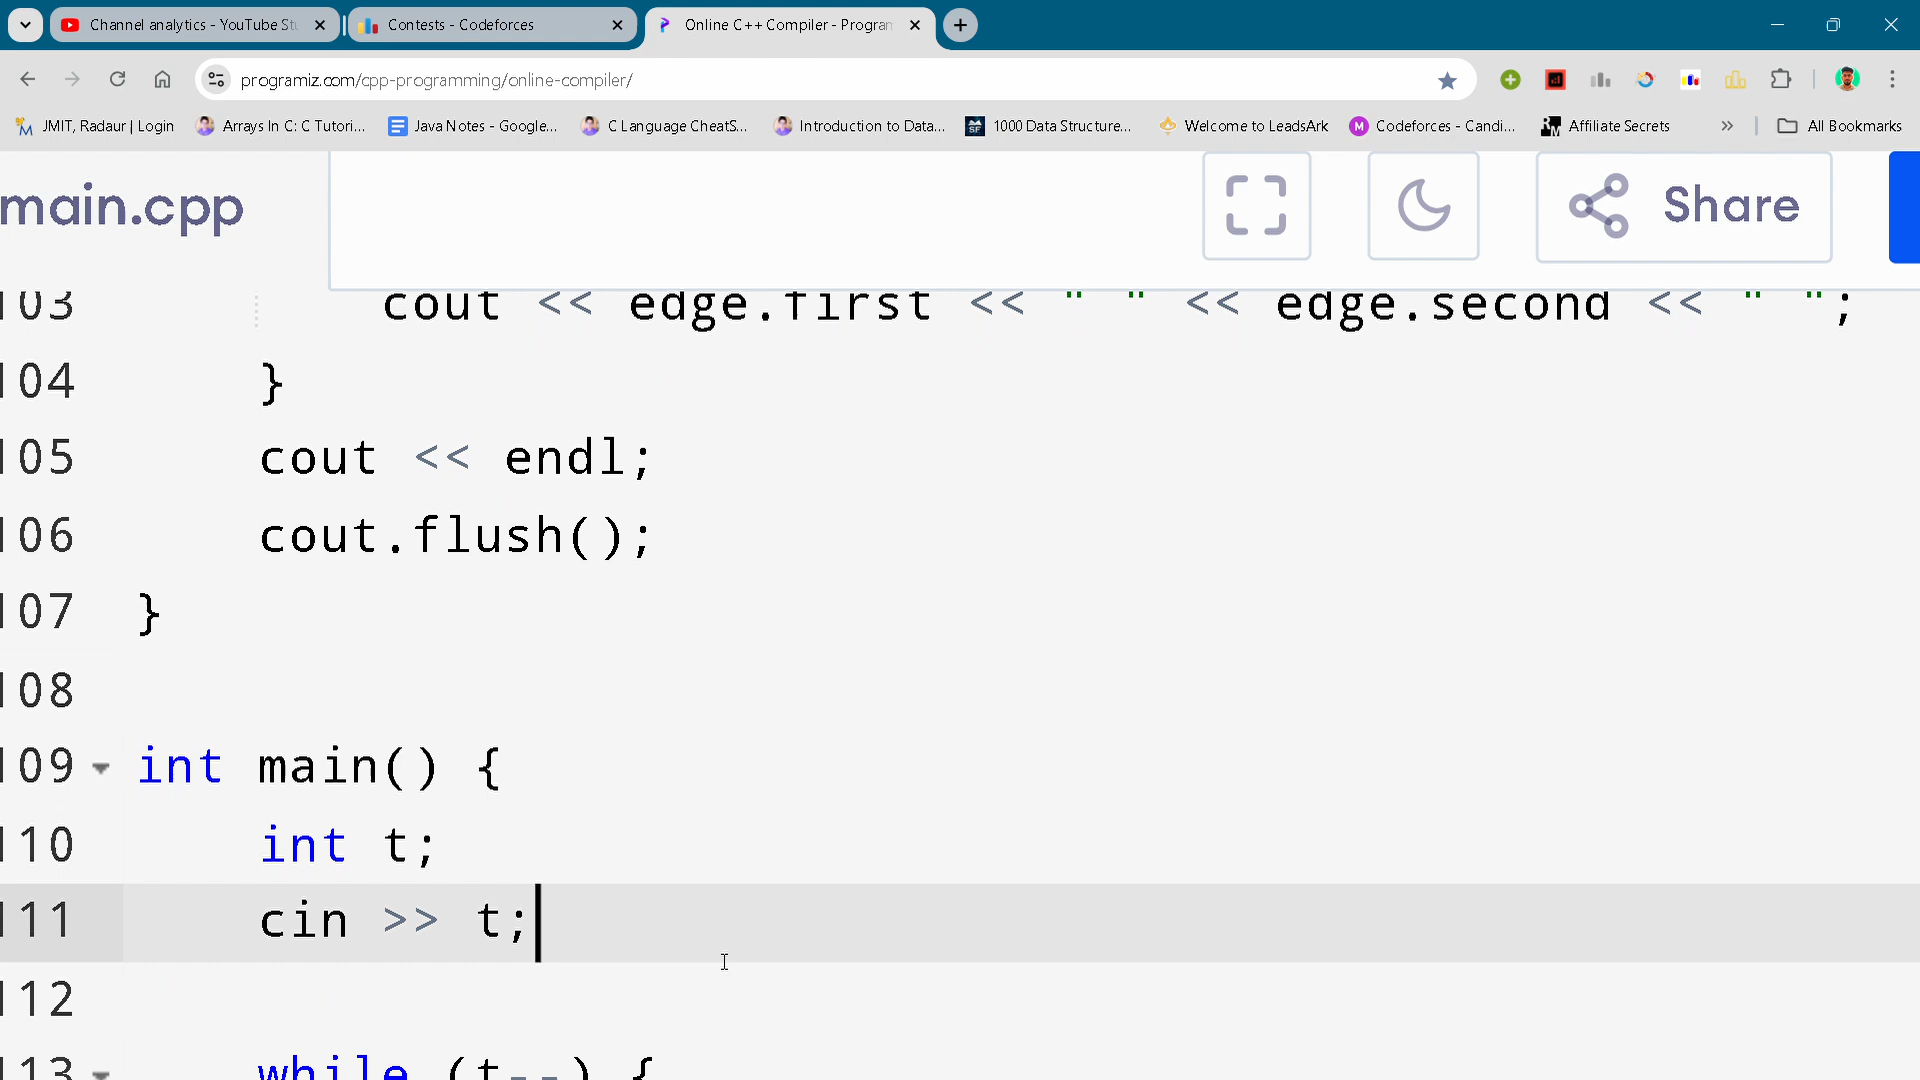 Channel analytics - YouTube St
Contests - Codeforces
Online C++ Compiler - Program
programiz.com/cpp-programming/online-compiler/
JMIT, Radaur | Login
Arrays In C: C Tutori...
Java Notes - Google...
C Language CheatS...
Introduction to Data...
1000 Data Structure...
Welcome to LeadsArk
Codeforces - Candi...
Affiliate Secrets
All Bookmarks
main.cpp
Share
103 cout << edge.first << " " << edge.second << " ";
104 }
105 cout << endl;
106 cout.flush();
107 }
108
109 int main() {
110 int t;
111 cin >> t;
112
113 while (t--) {